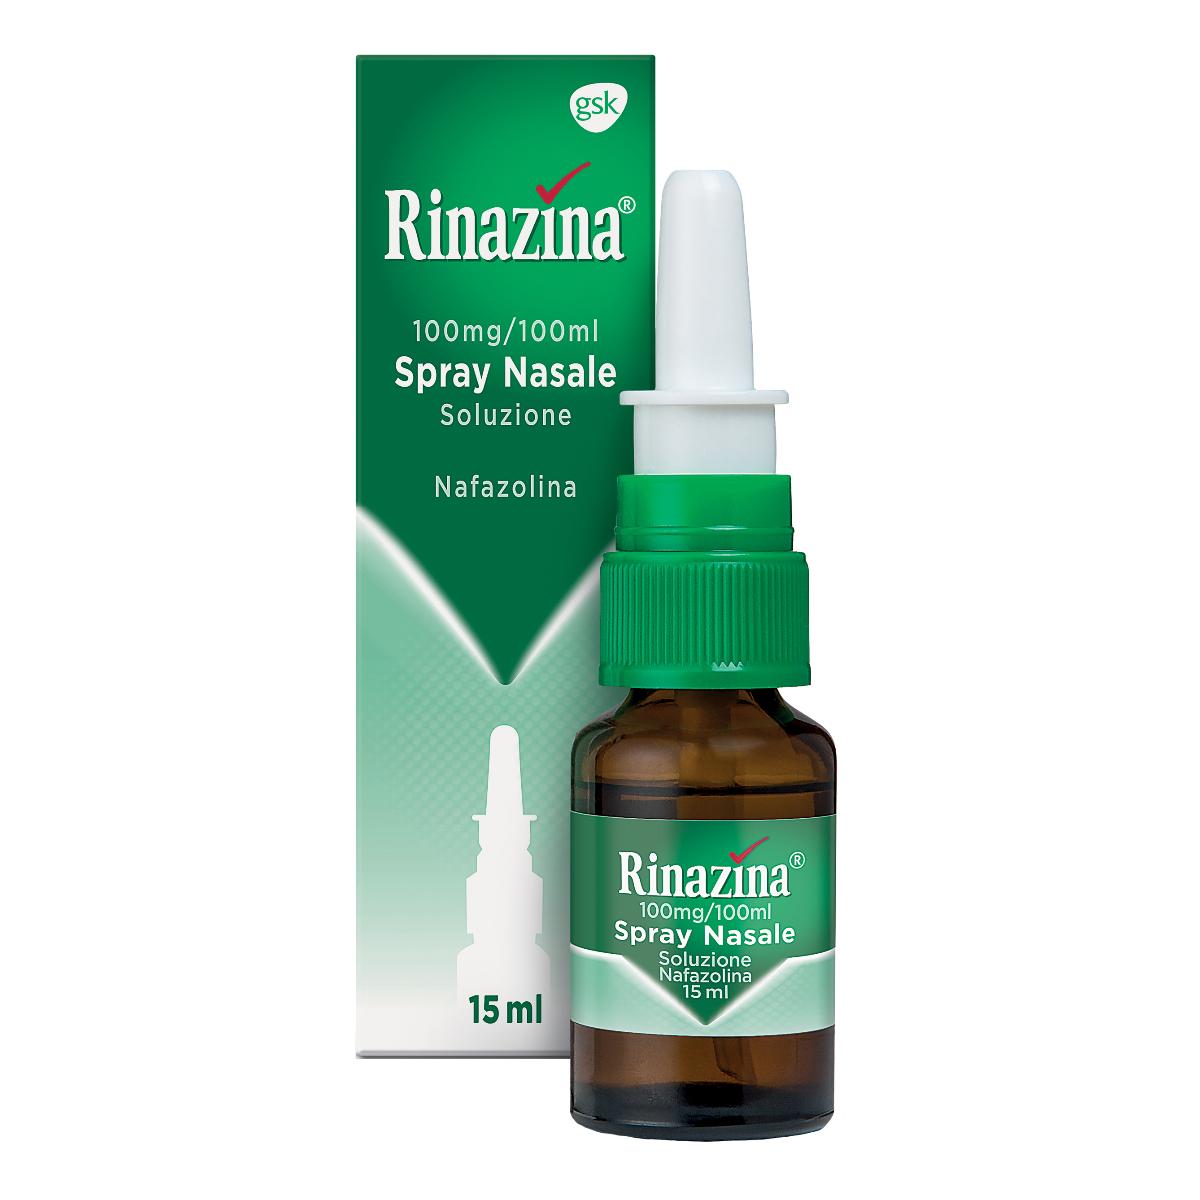 gsk
Rinazina®
100mg/100ml
Spray Nasale
Soluzione
Nafazolina
15 ml
Rinazina®
100mg/100ml
Spray Nasale
Soluzione
Nafazolina
15 ml